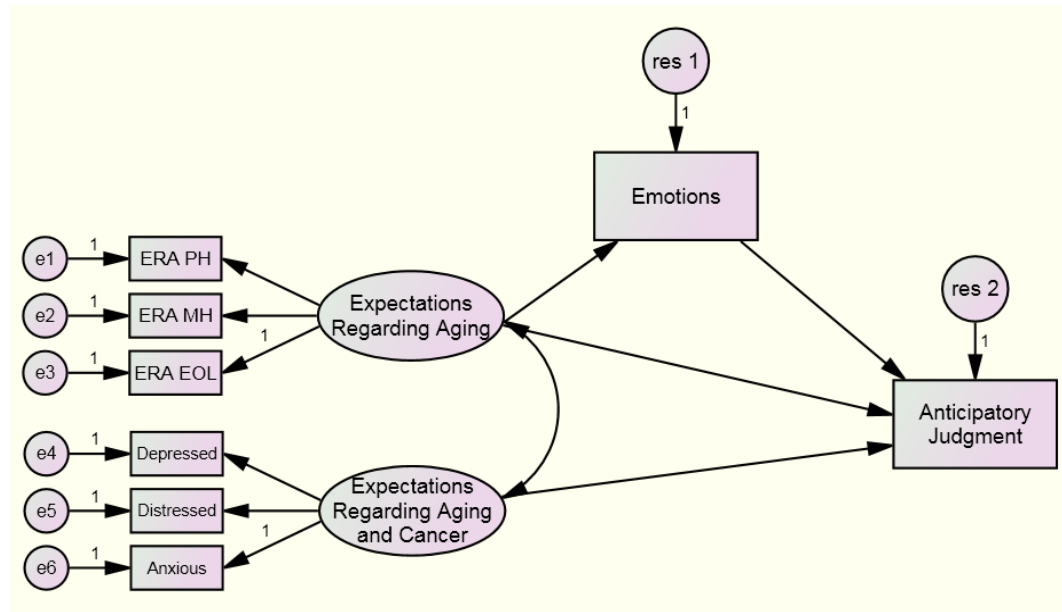 res 1
1
Emotions
e1
1
ERA PH
e2
1
ERA MH
e3
1
ERA EOL
1
Expectations
Regarding Aging
res 2
1
Anticipatory
Judgment
e4
1
Depressed
e5
1
Distressed
e6
1
Anxious
1
Expectations
Regarding Aging
and Cancer